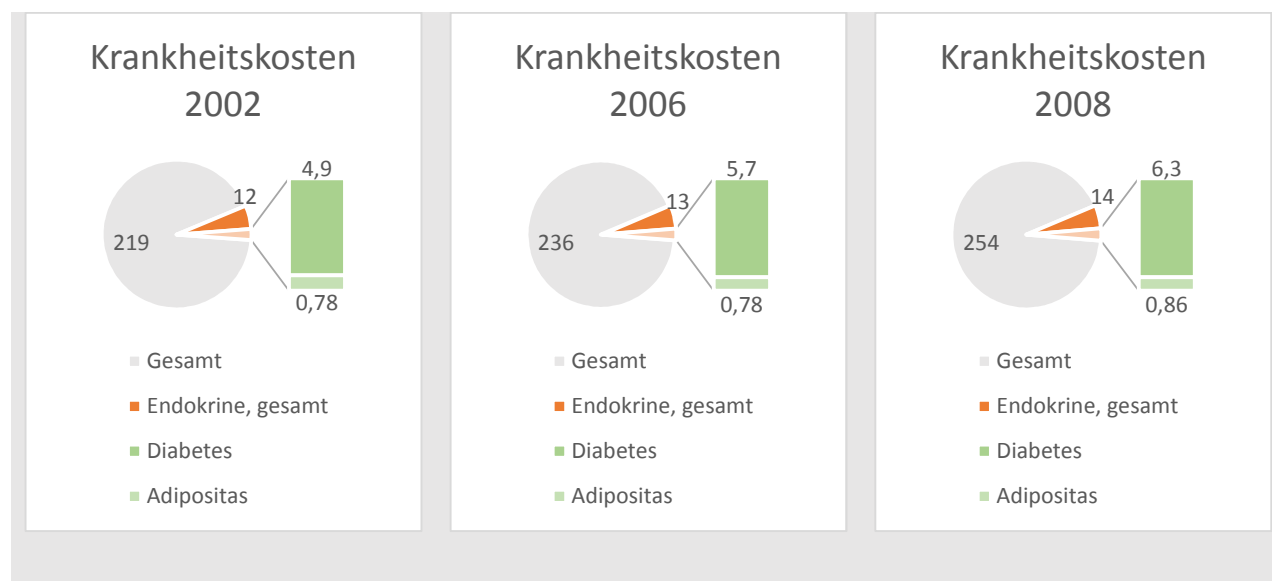 Krankheitskosten
2002
4,9
12
219
0,78
Gesamt
Endokrine, gesamt
Diabetes
Adipositas
Krankheitskosten
2006
5,7
13
236
0,78
Gesamt
Endokrine, gesamt
Diabetes
Adipositas
Krankheitskosten
2008
6,3
14
254
0,86
Gesamt
Endokrine, gesamt
Diabetes
Adipositas